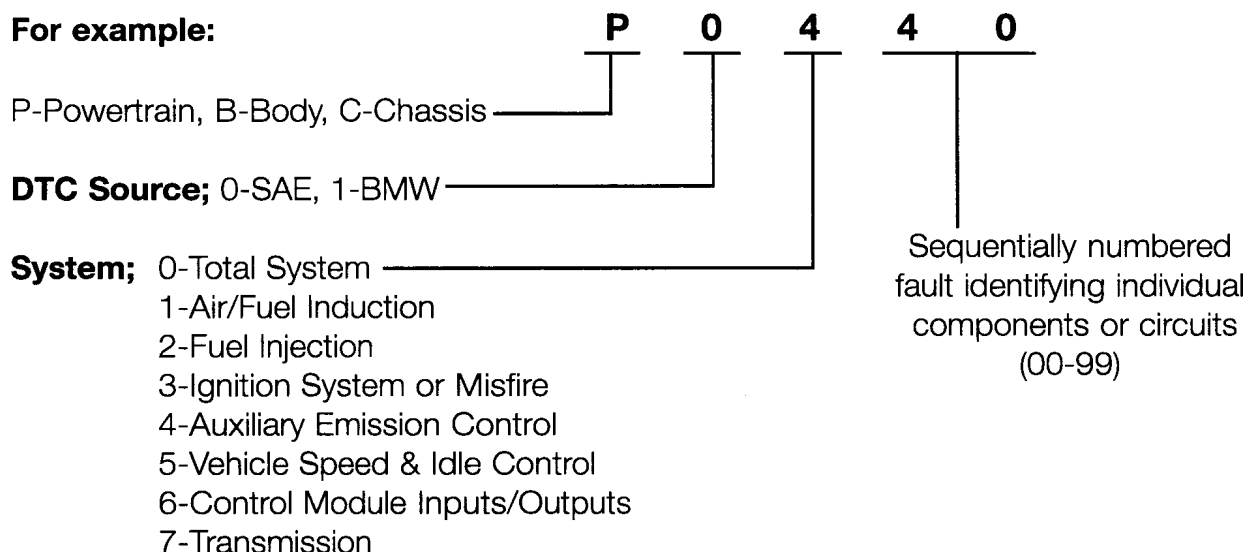 For example: P 0 4 4 0
P-Powertrain, B-Body, C-Chassis
DTC Source; 0-SAE, 1-BMW
System; 0-Total System
1-Air/Fuel Induction
2-Fuel Injection
3-Ignition System or Misfire
4-Auxiliary Emission Control
5-Vehicle Speed & Idle Control
6-Control Module Inputs/Outputs
7-Transmission
Sequentially numbered
fault identifying individual
components or circuits
(00-99)